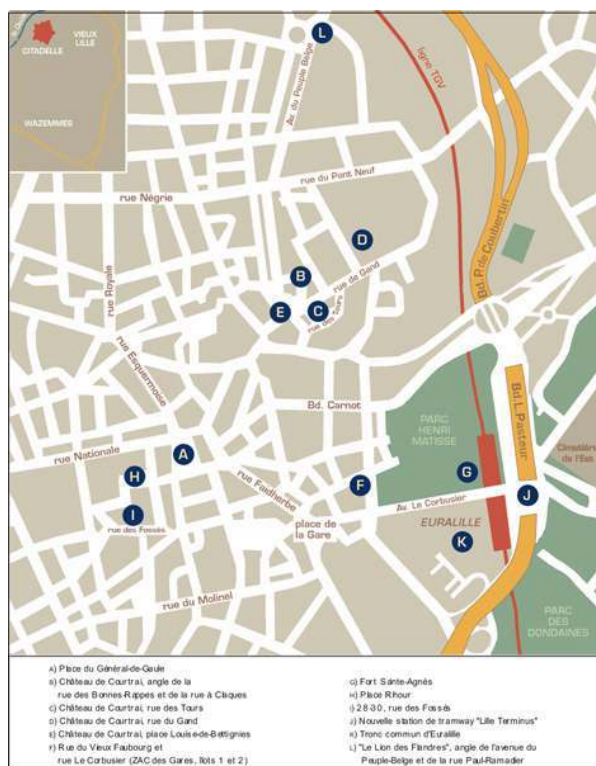 la Deûle
CITADELLE
VIEUX
LILLE
WAZEMMES
L
Av. du Peuple Belge
ligne TGV
rue du Pont Neuf
rue Négrie
Bd. P. de Coubertin
D
B
rue de Gand
E
C
rue des Tours
rue Royale
rue Esquermoise
Bd. Carnot
PARC
HENRI
MATISSE
Bd. L. Pasteur
Cimetière
de l'Est
rue Nationale
A
H
rue Faidherbe
F
G
J
Av. Le Corbusier
I
rue des Fossés
place de
la Gare
EURALILLE
K
rue du Molinel
PARC
DES
DONDAINES
A) Place du Général-de-Gaule
B) Château de Courtrai, angle de la
rue des Bonnes-Rappes et de la rue à Claques
C) Château de Courtrai, rue des Tours
D) Château de Courtrai, rue du Gand
E) Château de Courtrai, place Louise-de-Bettignies
F) Rue du Vieux Faubourg et
rue Le Corbusier (ZAC des Gares, îlots 1 et 2)
G) Fort Sainte-Agnès
H) Place Rihour
I) 28-30, rue des Fossés
J) Nouvelle station de tramway "Lille Terminus"
K) Tronc commun d'Euralille
L) "Le Lion des Flandres", angle de l'avenue du
Peuple-Belge et de la rue Paul-Ramadier